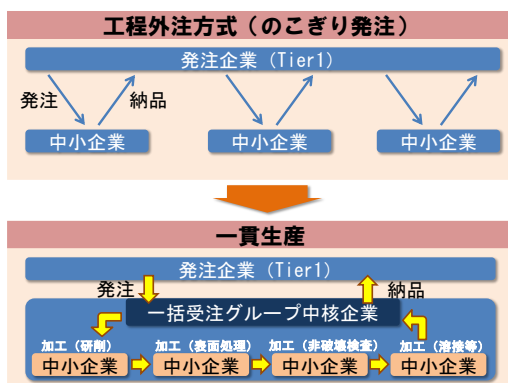 工程外注方式（のこぎり発注）
発注企業（Tier1）
発注
納品
中小企業
中小企業
中小企業
一貫生産
発注企業（Tier1）
発注
納品
一括受注グループ中核企業
加工（研削）
加工（表面処理）
加工（非破壊検査）
加工（溶接等）
中小企業
中小企業
中小企業
中小企業